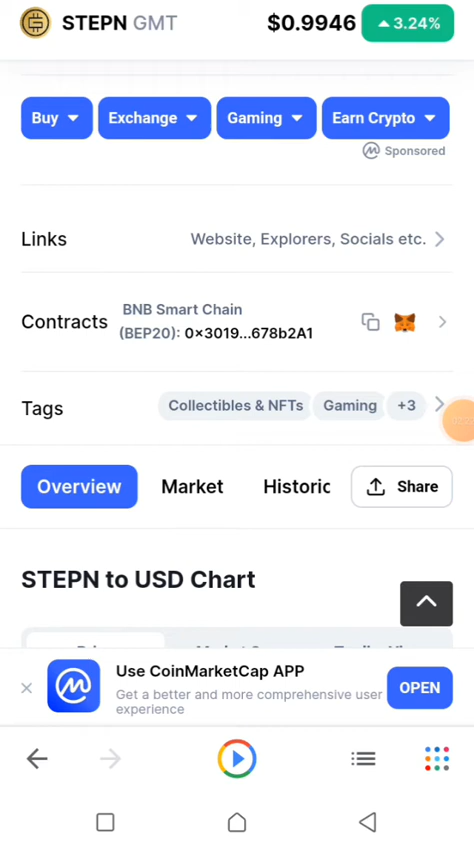 STEPN GMT $0.9946 3.24%
Buy Exchange Gaming Earn Crypto
Sponsored
Links Website, Explorers, Socials etc.
BNB Smart Chain
Contracts (BEP20): 0×3019...678b2A1
Tags Collectibles & NFTs Gaming +3
Overview Market Historic Share
STEPN to USD Chart
Use CoinMarketCap APP
Get a better and more comprehensive user
experience
OPEN